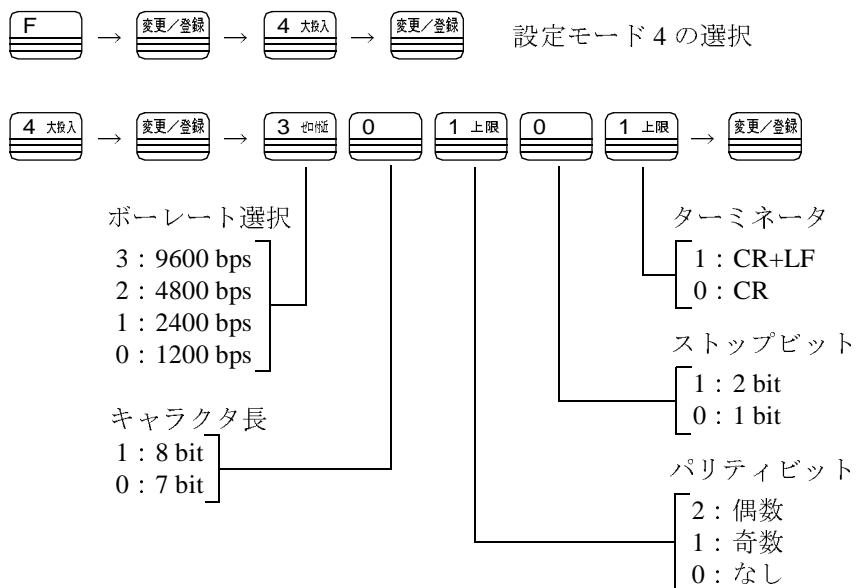 F → 変更／登録 → 4 大投入 → 変更／登録 設定モード 4 の選択
4 大投入 → 変更／登録 → 3 ゼロ付近 0 1 上限 0 1 上限 → 変更／登録
ボーレート選択
3 : 9600 bps
2 : 4800 bps
1 : 2400 bps
0 : 1200 bps
キャラクタ長
1 : 8 bit
0 : 7 bit
ターミネータ
1 : CR+LF
0 : CR
ストップビット
1 : 2 bit
0 : 1 bit
パリティビット
2 : 偶数
1 : 奇数
0 : なし